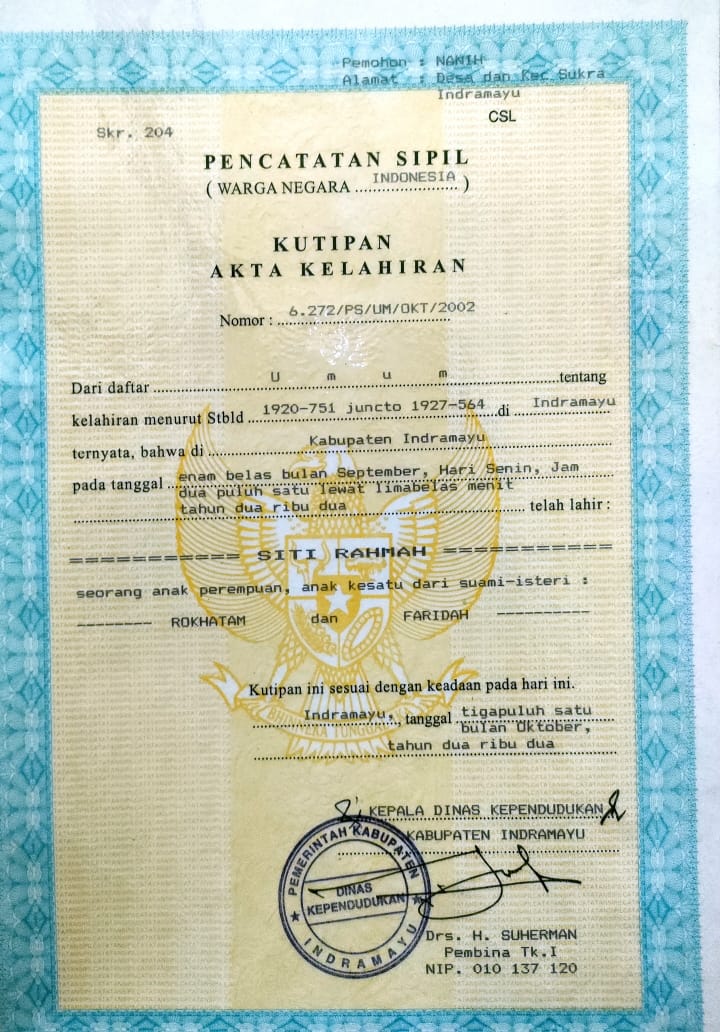 Pemohon : NANIH
Alamat : Desa dan Kec Sukra
Indramayu
CSL
Skr. 204
PENCATATAN SIPIL
( WARGA NEGARA INDONESIA )
KUTIPAN
AKTA KELAHIRAN
Nomor : 6.272/PS/UM/OKT/2002
Dari daftar U m u m tentang
kelahiran menurut Stbld 1920-751 juncto 1927-564 di Indramayu
ternyata, bahwa di Kabupaten Indramayu
pada tanggal enam belas bulan September, Hari Senin, Jam
dua puluh satu lewat limabelas menit
tahun dua ribu dua telah lahir :
=========== SITI RAHMAH ===========
seorang anak perempuan, anak kesatu dari suami-isteri :
-------- ROKHATAM dan FARIDAH ----------
Kutipan ini sesuai dengan keadaan pada hari ini.
Indramayu, tanggal tigapuluh satu
bulan Oktober,
tahun dua ribu dua
KEPALA DINAS KEPENDUDUKAN
KABUPATEN INDRAMAYU
PEMERINTAH KABUPATEN
DINAS
KEPENDUDUKAN
INDRAMAYU
Drs. H. SUHERMAN
Pembina Tk.I
NIP. 010 137 120